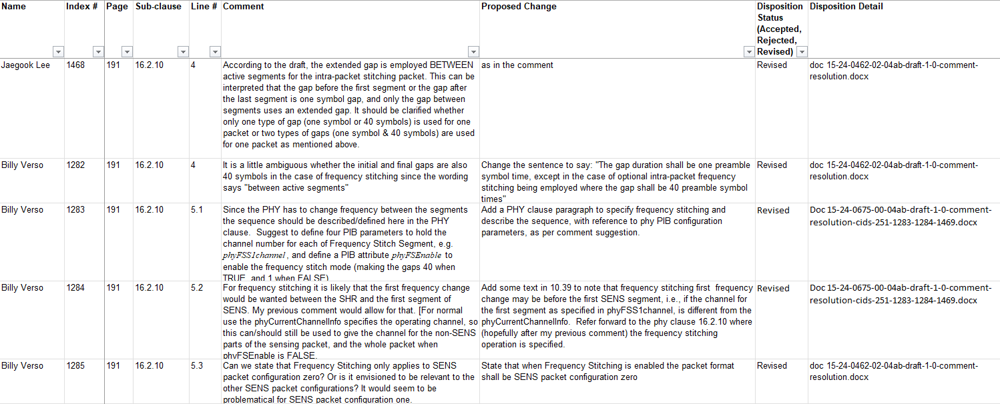 Name Index # Page Sub-clause Line # Comment Proposed Change Disposition Status (Accepted, Rejected, Revised) Disposition Detail
Jaegook Lee 1468 191 16.2.10 4
According to the draft, the extended gap is employed BETWEEN
active segments for the intra-packet stitching packet. This can be
interpreted that the gap before the first segment or the gap after
the last segment is one symbol gap, and only the gap between
segments uses an extended gap. It should be clarified whether
only one type of gap (one symbol or 40 symbols) is used for one
packet or two types of gaps (one symbol & 40 symbols) are used
for one packet as mentioned above.
as in the comment
Revised
doc 15-24-0462-02-04ab-draft-1-0-comment-
resolution.docx
Billy Verso 1282 191 16.2.10 4
It is a little ambiguous whether the initial and final gaps are also
40 symbols in the case of frequency stitching since the wording
says "between active segments"
Change the sentence to say: "The gap duration shall be one preamble
symbol time, except in the case of optional intra-packet frequency
stitching being employed where the gap shall be 40 preamble symbol
times"
Revised
doc 15-24-0462-02-04ab-draft-1-0-comment-
resolution.docx
Billy Verso 1283 191 16.2.10 5.1
Since the PHY has to change frequency between the segments
the sequence should be described/defined here in the PHY
clause.  Suggest to define four PIB parameters to hold the
channel number for each of Frequency Stitch Segment, e.g.
phyFSS1channel, and define a PIB attribute phyFSEnable to
enable the frequency stitch mode (making the gaps 40 when
TRUE, and 1 when FALSE)
Add a PHY clause paragraph to specify frequency stitching and
describe the sequence, with reference to phy PIB configuration
parameters, as per comment suggestion.
Revised
Doc 15-24-0675-00-04ab-draft-1-0-comment-
resolution-cids-251-1283-1284-1469.docx
Billy Verso 1284 191 16.2.10 5.2
For frequency stitching it is likely that the first frequency change
would be wanted between the SHR and the first segment of
SENS. My previous comment would allow for that. [For normal
use the phyCurrentChannelInfo specifies the operating channel, so
this can/should still be used to give the channel for the non-SENS
parts of the sensing packet, and the whole packet when
phyFSEnable is FALSE.
Add some text in 10.39 to note that frequency stitching first  frequency
change may be before the first SENS segment, i.e., if the channel for
the first segment as specified in phyFSS1channel, is different from the
phyCurrentChannelInfo.  Refer forward to the phy clause 16.2.10 where
(hopefully after my previous comment) the frequency stitching
operation is specified.
Revised
Doc 15-24-0675-00-04ab-draft-1-0-comment-
resolution-cids-251-1283-1284-1469.docx
Billy Verso 1285 191 16.2.10 5.3
Can we state that Frequency Stitching only applies to SENS
packet configuration zero? Or is it envisioned to be relevant to the
other SENS packet configurations? It would seem to be
problematical for SENS packet configuration one.
State that when Frequency Stitching is enabled the packet format
shall be SENS packet configuration zero
Revised
doc 15-24-0462-02-04ab-draft-1-0-comment-
resolution.docx